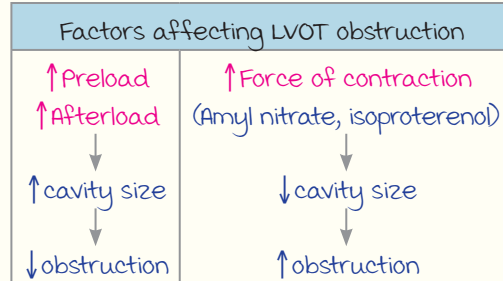 Factors affecting LVOT obstruction
↑Preload
↑Afterload
↑cavity size
↓obstruction
↑Force of contraction
(Amyl nitrate, isoproterenol)
↓cavity size
↑obstruction